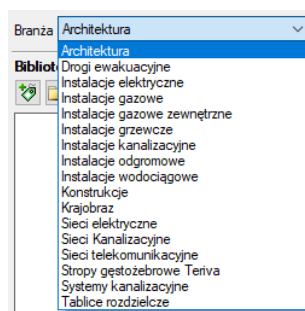 Branża Architektura
Architektura
Bibliot
Drogi ewakuacyjne
Instalacje elektryczne
Instalacje gazowe
Instalacje gazowe zewnętrzne
Instalacje grzewcze
Instalacje kanalizacyjne
Instalacje odgromowe
Instalacje wodociągowe
Konstrukcje
Krajobraz
Sieci elektryczne
Sieci Kanalizacyjne
Sieci telekomunikacyjne
Stropy gęstożebrowe Teriva
Systemy kanalizacyjne
Tablice rozdzielcze